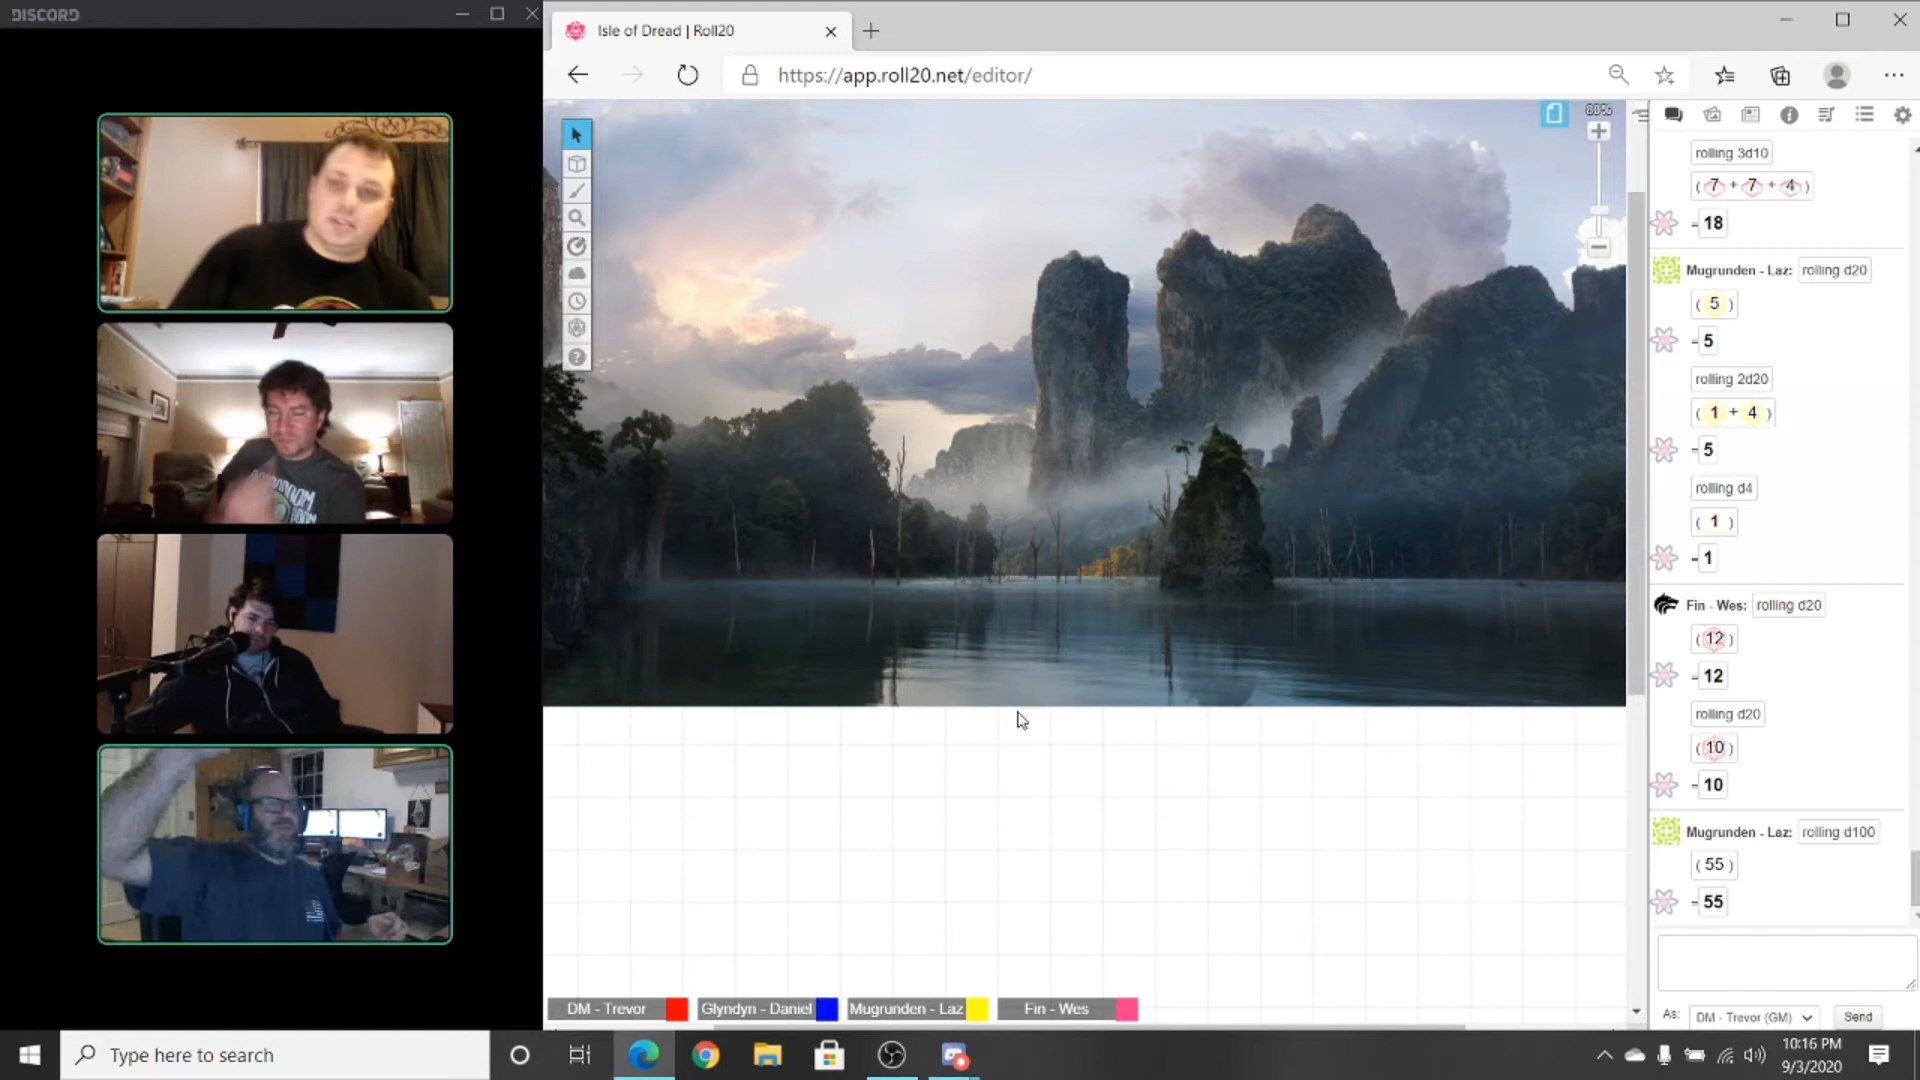 DISCORD
Isle of Dread | Roll20
https://app.roll20.net/editor/
80%
rolling 3d10
(7+7+4)
=18
Mugrunden - Laz: rolling d20
(5)
=5
rolling 2d20
(1+4)
=5
rolling d4
(1)
=1
Fin - Wes: rolling d20
(12)
=12
rolling d20
(10)
=10
Mugrunden - Laz: rolling d100
(55)
=55
DM - Trevor
Glyndyn - Daniel
Mugrunden - Laz
Fin - Wes
As: DM - Trevor (GM) Send
Type here to search
10:16 PM
9/3/2020